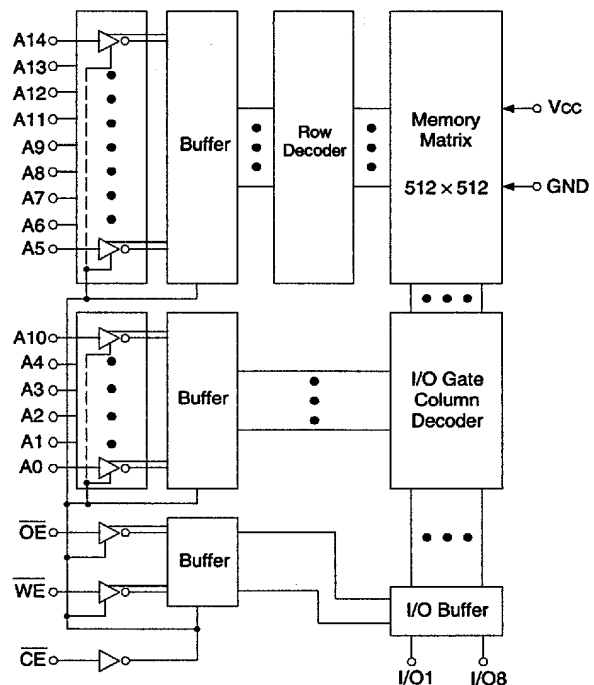 A14
A13
A12
A11
A9
A8
A7
A6
A5
Buffer
Row
Decoder
Memory
Matrix
512 × 512
Vcc
GND
A10
A4
A3
A2
A1
A0
Buffer
I/O Gate
Column
Decoder
OE
WE
CE
Buffer
I/O Buffer
I/O1
I/O8